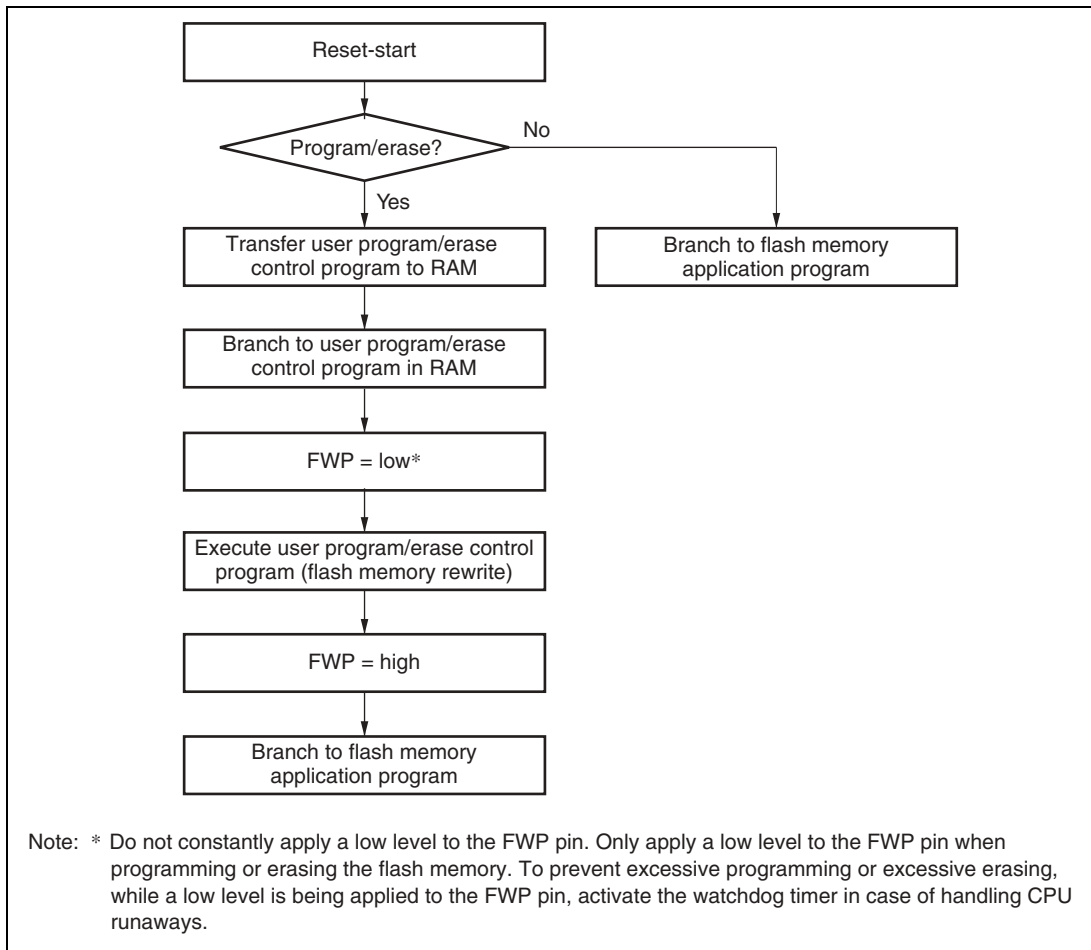 Reset-start
Program/erase?
No
Yes
Transfer user program/erase
control program to RAM
Branch to flash memory
application program
Branch to user program/erase
control program in RAM
FWP = low*
Execute user program/erase control
program (flash memory rewrite)
FWP = high
Branch to flash memory
application program
Note: * Do not constantly apply a low level to the FWP pin. Only apply a low level to the FWP pin when
programming or erasing the flash memory. To prevent excessive programming or excessive erasing,
while a low level is being applied to the FWP pin, activate the watchdog timer in case of handling CPU
runaways.